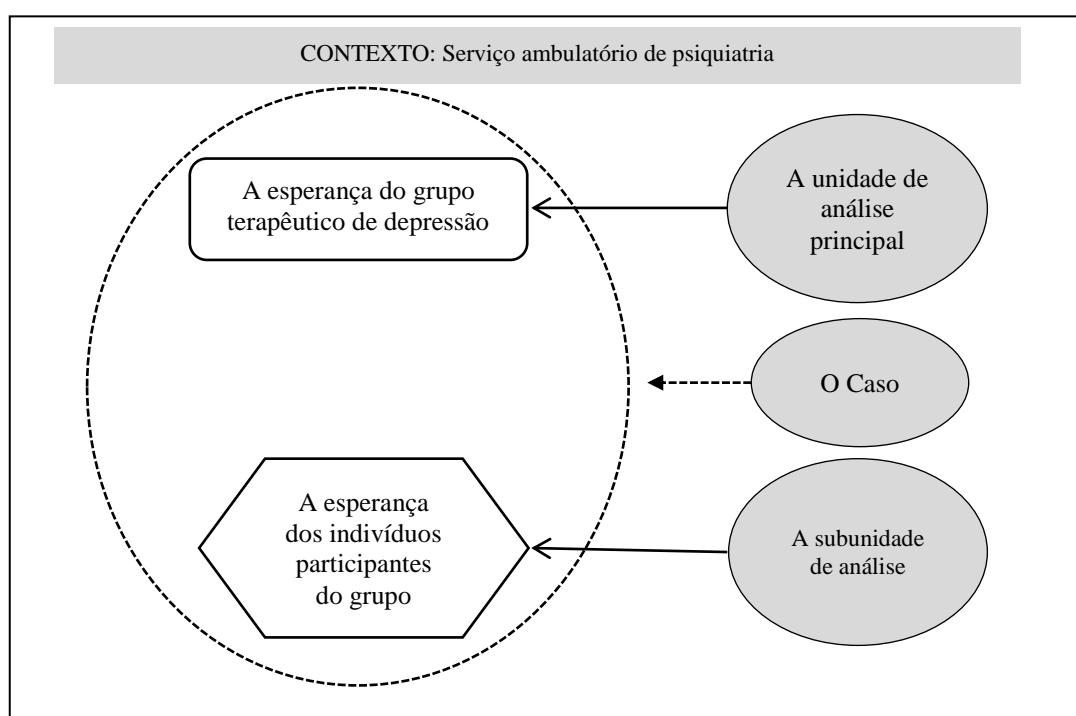 CONTEXTO: Serviço ambulatório de psiquiatria
A esperança do grupo
terapêutico de depressão
A unidade de
análise
principal
O Caso
A esperança
dos indivíduos
participantes
do grupo
A subunidade
de análise